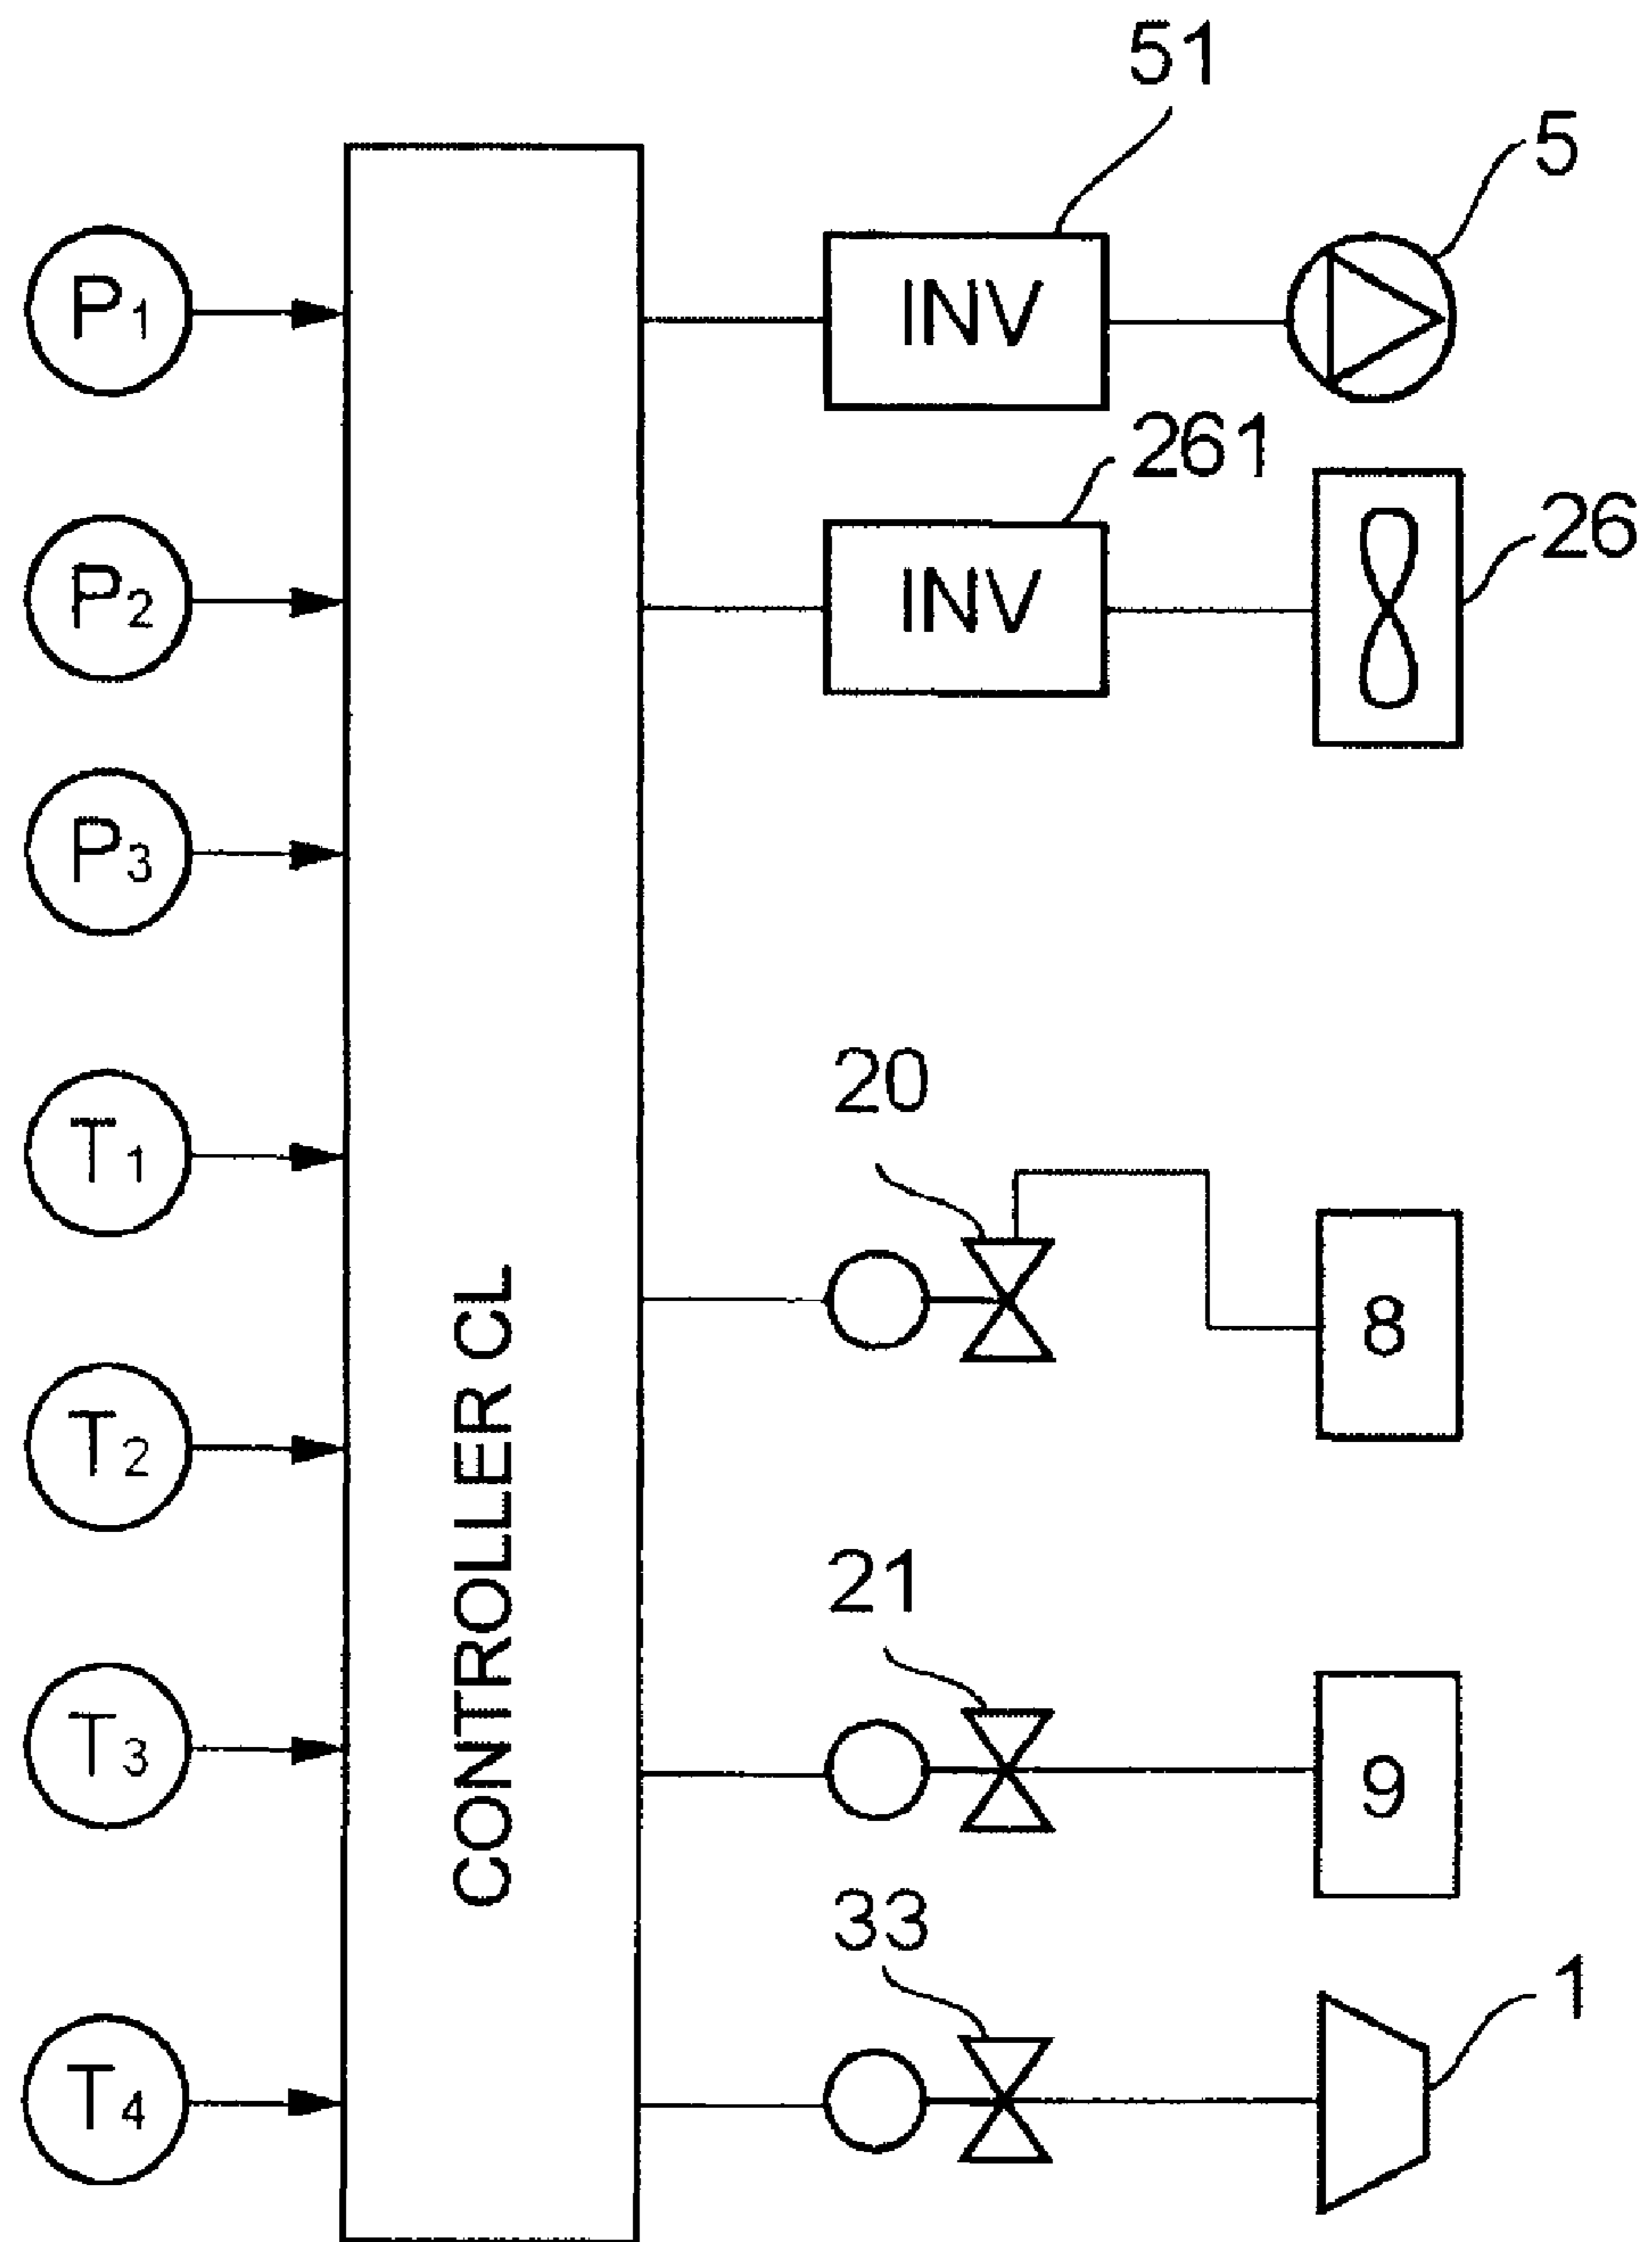 51
5
P1
INV
261
P2
INV
26
P3
20
T1
CONTROLLER CL
8
T2
21
T3
9
33
1
T4